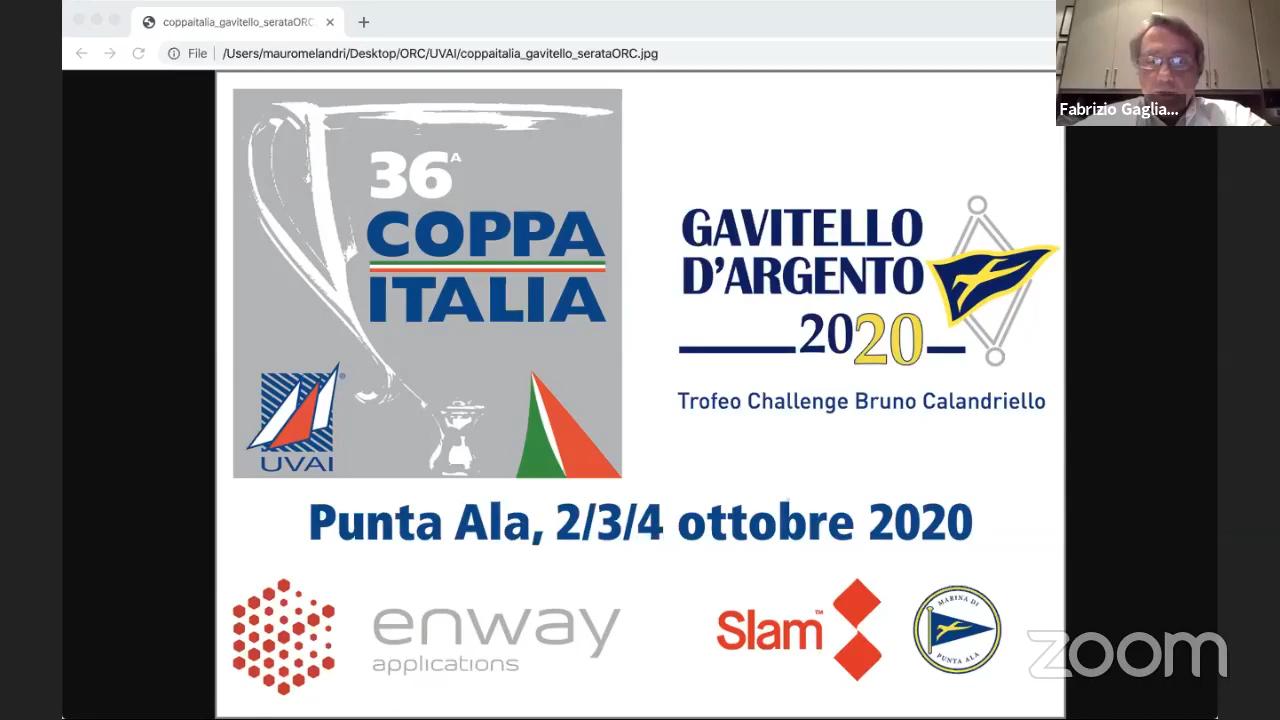 coppaitalia_gavitello_serataORC.
File
/Users/mauromelandri/Desktop/ORC/UVAI/coppaitalia_gavitello_serataORC.jpg
Fabrizio Gaglia...
36A
COPPA
ITALIA
UVAI
GAVITELLO
D'ARGENTO
2020
Trofeo Challenge Bruno Calandriello
Punta Ala, 2/3/4 ottobre 2020
enway
applications
Slam™
MARINA DI
PUNTA ALA
zoom